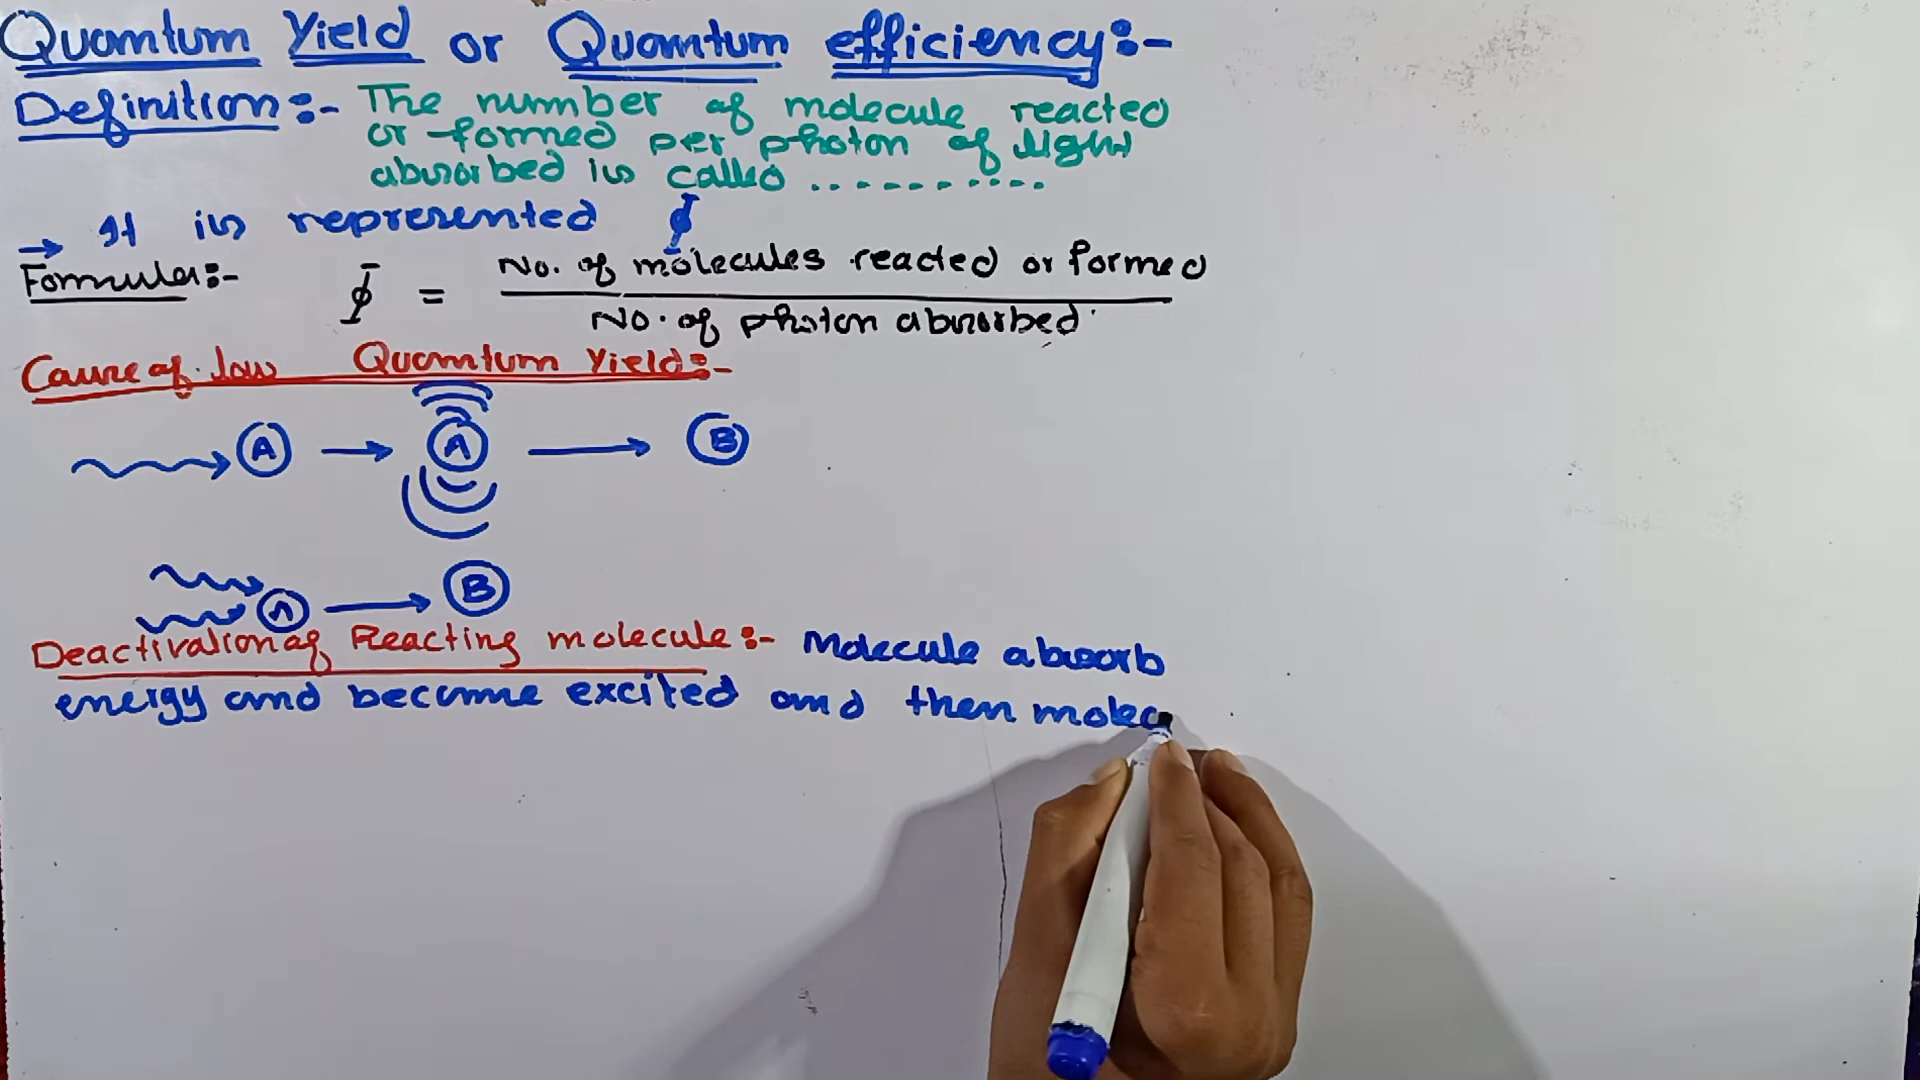 Quantum Yield or Quantum efficiency:-
Definition:- The number of molecule reacted
or formed per photon of light
absorbed is called ...........
→ It is represented Φ
Formula:- Φ = No. of molecules reacted or formed
No. of photon absorbed.
Cause of low Quantum Yield:-
A → A → B
A → B
Deactivation of Reacting molecule:- Molecule absorb
energy and become excited and then molec